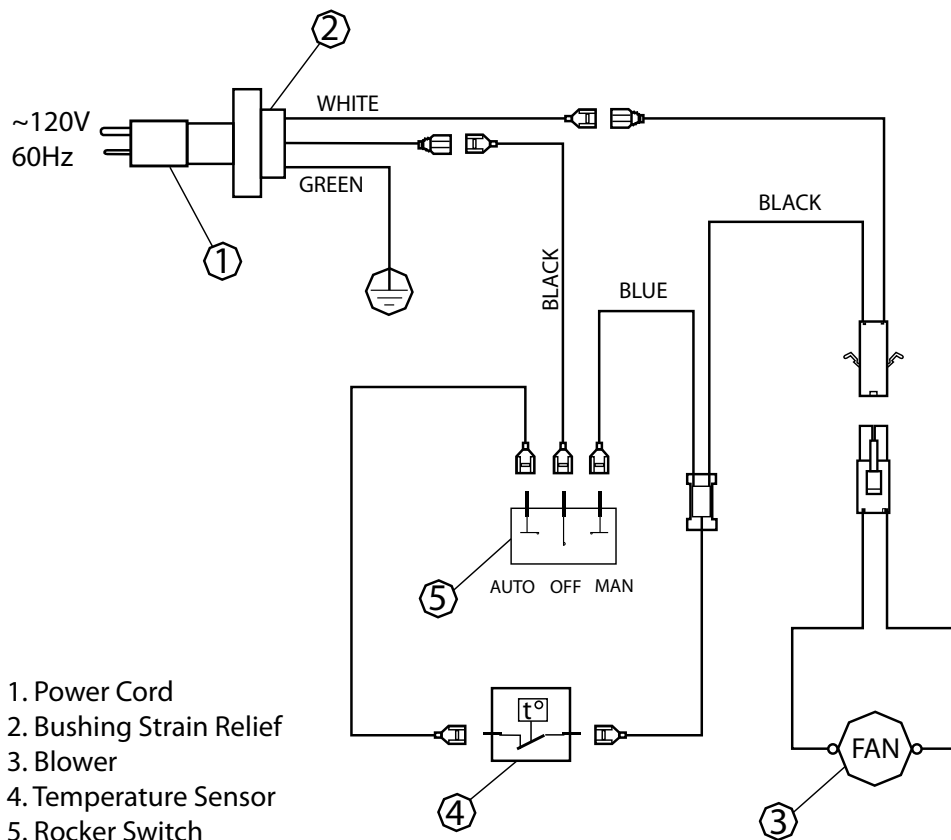 2
WHITE
~120V
60Hz
GREEN
1
BLACK
BLACK
BLUE
5
AUTO OFF MAN
t°
4
FAN
3
1. Power Cord
2. Bushing Strain Relief
3. Blower
4. Temperature Sensor
5. Rocker Switch